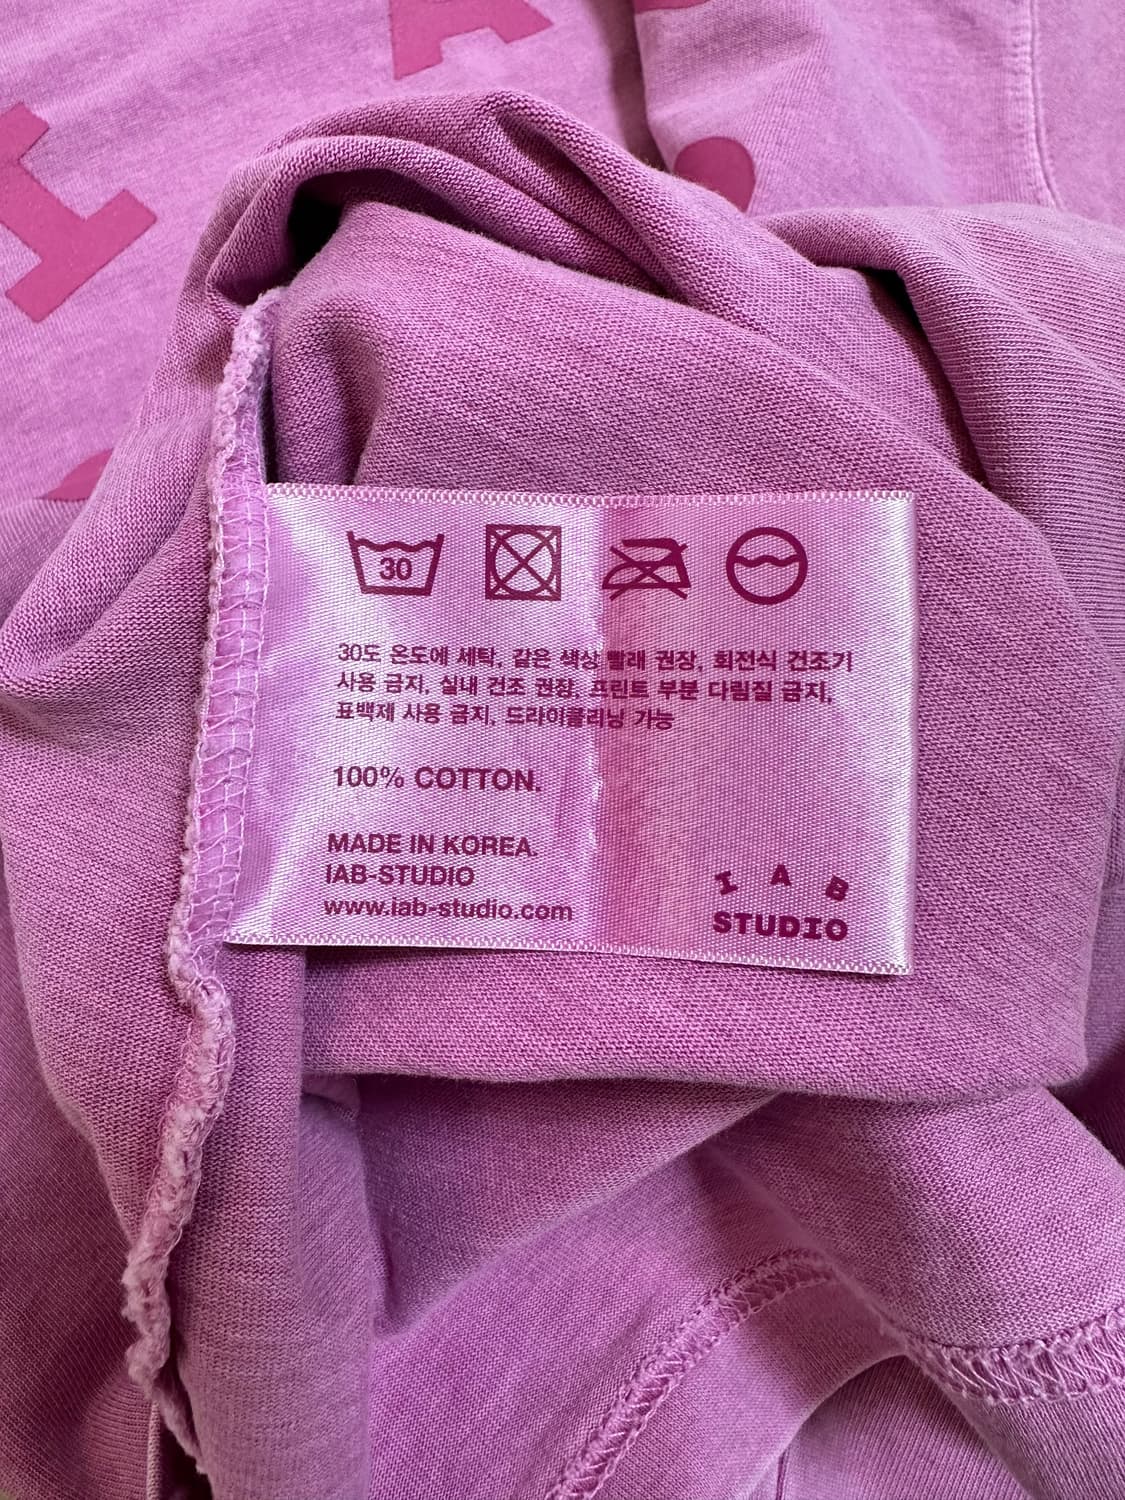 30
30도 온도에 세탁, 같은 색상 빨래 권장, 회전식 건조기
사용 금지, 실내 건조 권장, 프린트 부분 다림질 금지,
표백제 사용 금지, 드라이클리닝 가능
100% COTTON.
MADE IN KOREA.
IAB-STUDIO
www.iab-studio.com
I A B
STUDIO